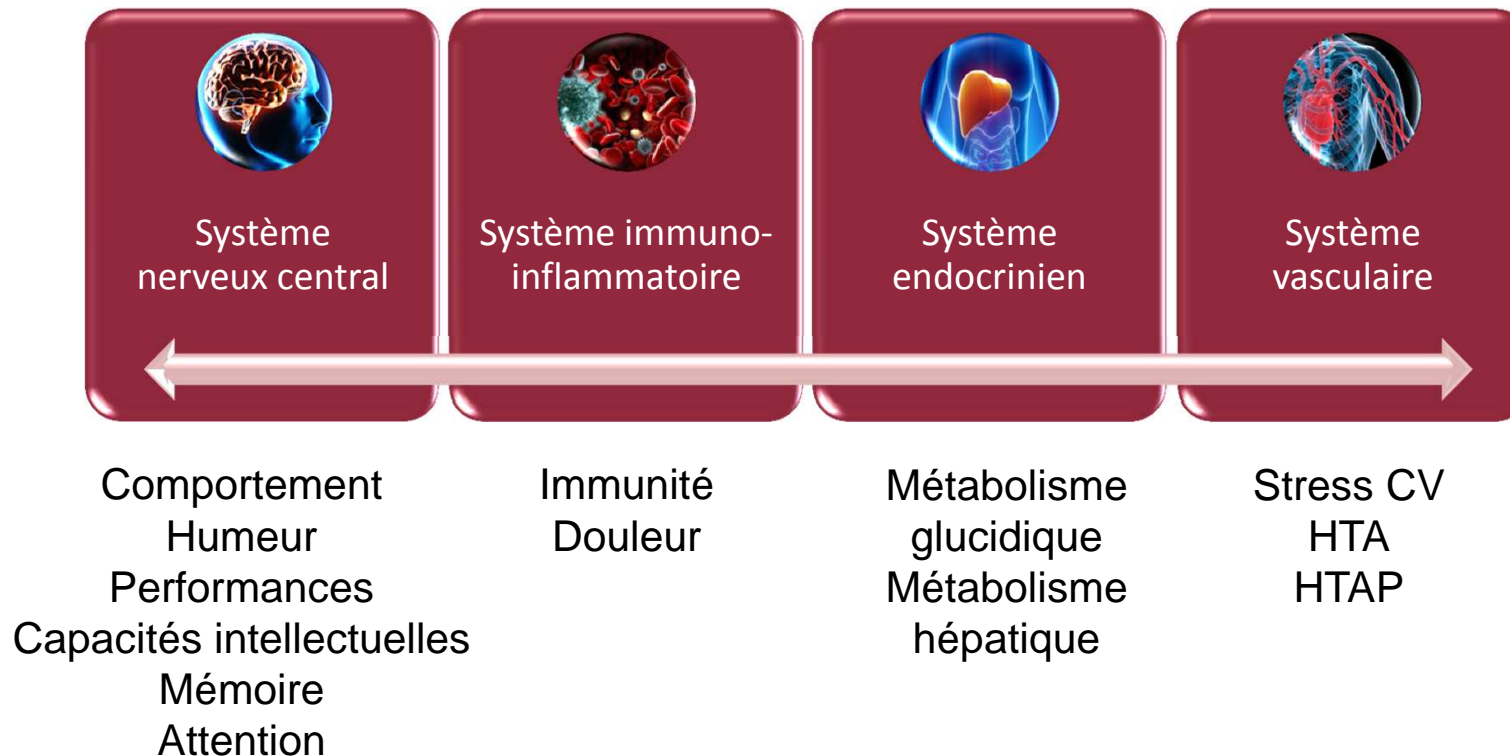 Système
nerveux central
Système immuno-
inflammatoire
Système
endocrinien
Système
vasculaire
Comportement
Humeur
Performances
Capacités intellectuelles
Mémoire
Attention
Immunité
Douleur
Métabolisme
glucidique
Métabolisme
hépatique
Stress CV
HTA
HTAP